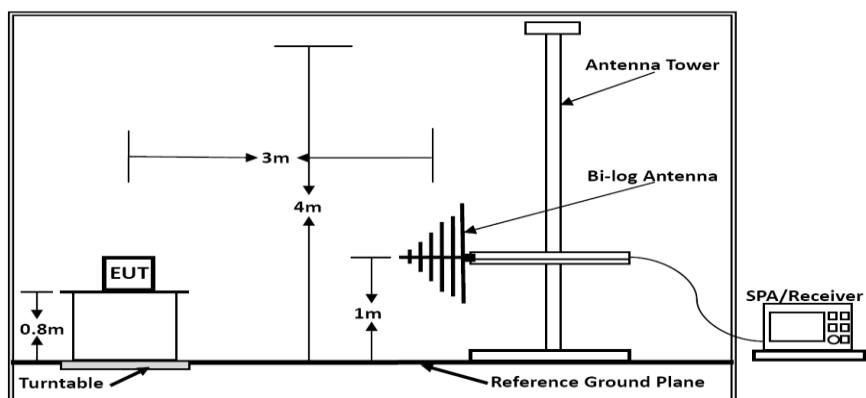 Antenna Tower
3m
Bi-log Antenna
4m
EUT
SPA/Receiver
0.8m
1m
Turntable
Reference Ground Plane